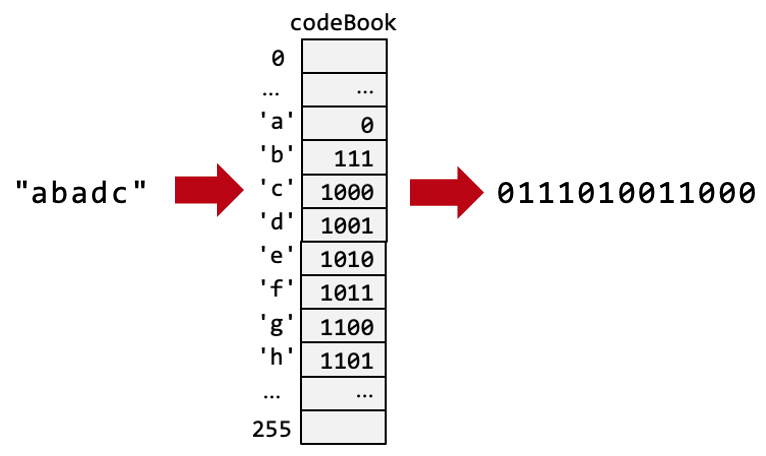 codeBook
0
… …
'a' 0
'b' 111
"abadc" 'c' 1000 0111010011000
'd' 1001
'e' 1010
'f' 1011
'g' 1100
'h' 1101
… …
255